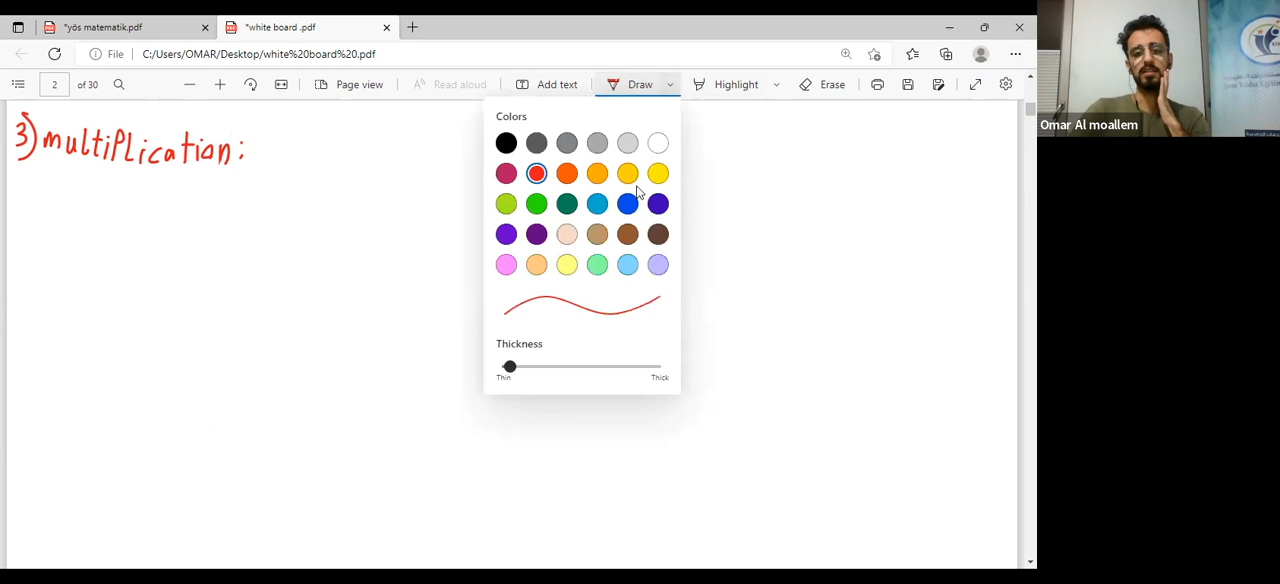 *yös matematik.pdf
*white board .pdf
File
C:/Users/OMAR/Desktop/white%20board%20.pdf
2
of 30
Page view
Read aloud
Add text
Draw
Highlight
Erase
3) multiplication:
Colors
Thickness
Thin
Thick
Omar Al moallem